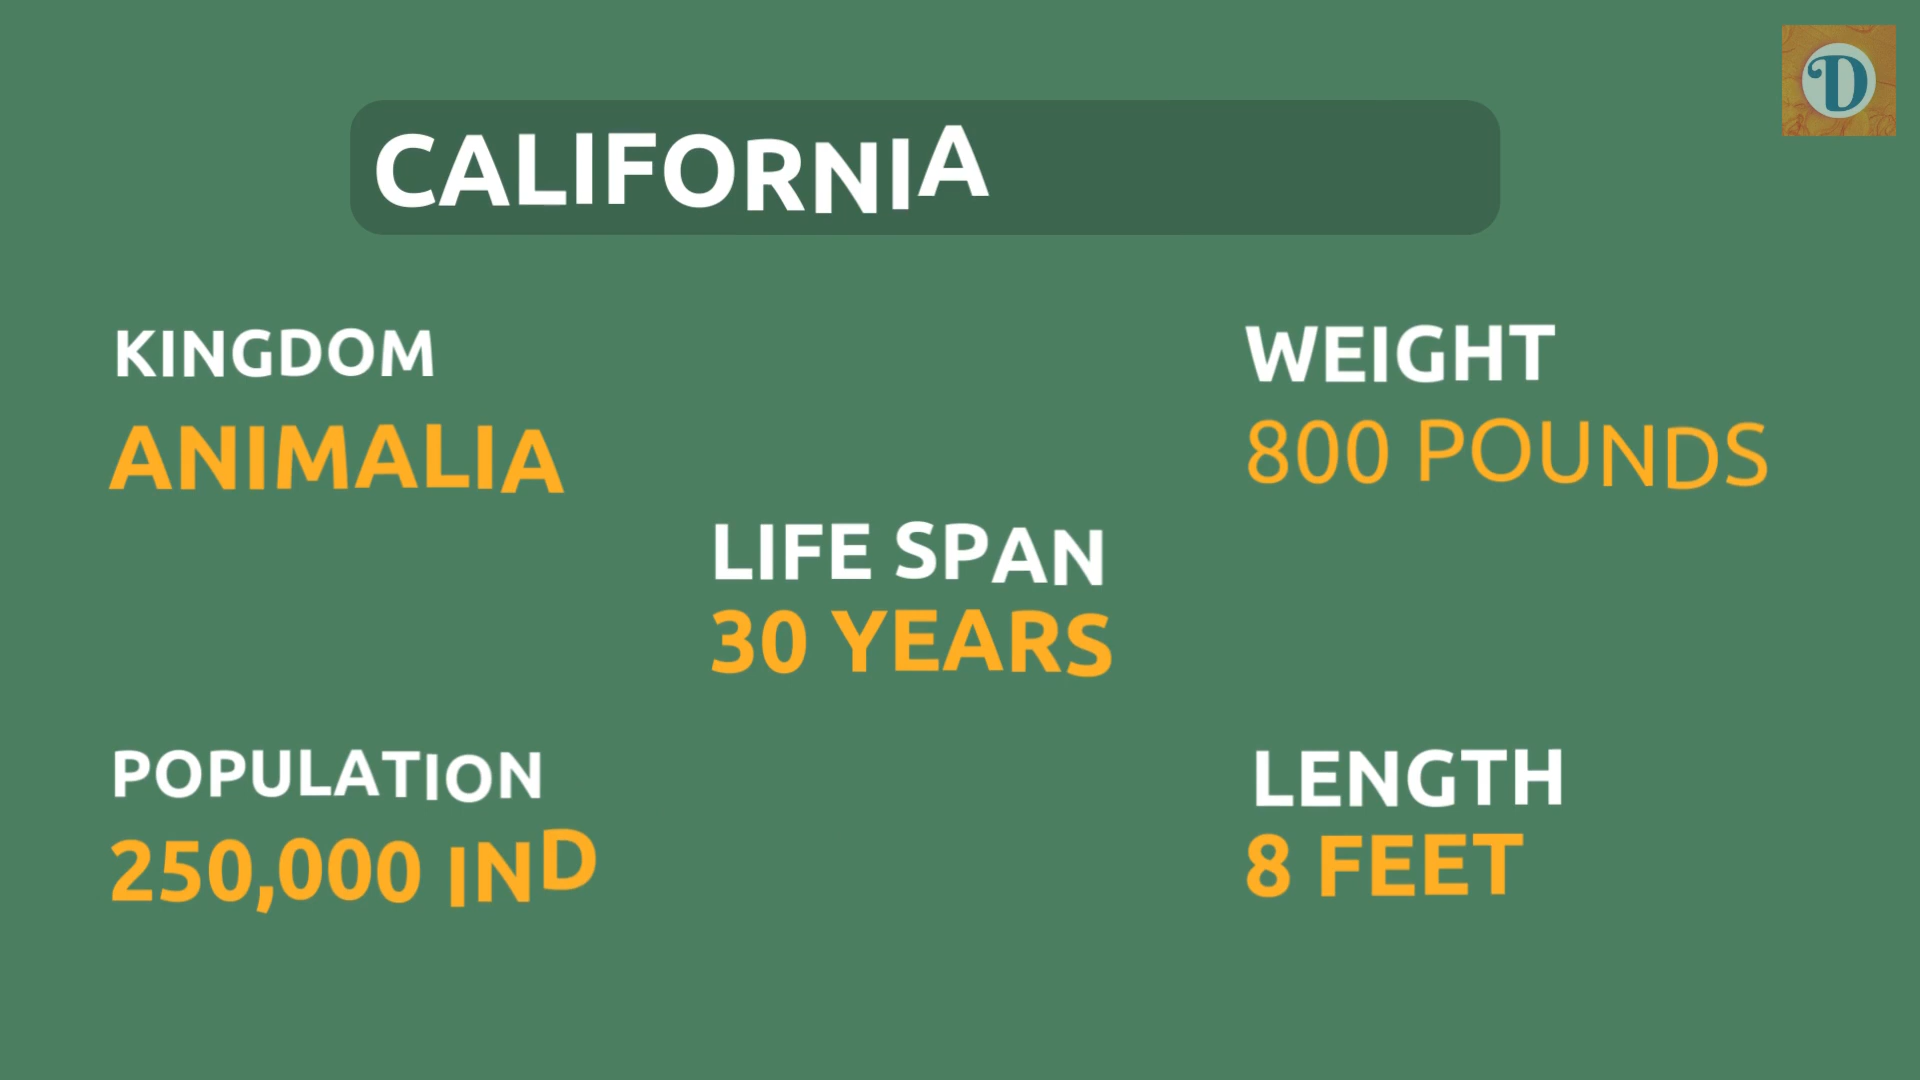 D
CALIFORNIA
KINGDOM
ANIMALIA
WEIGHT
800 POUNDS
LIFE SPAN
30 YEARS
POPULATION
250,000 IND
LENGTH
8 FEET